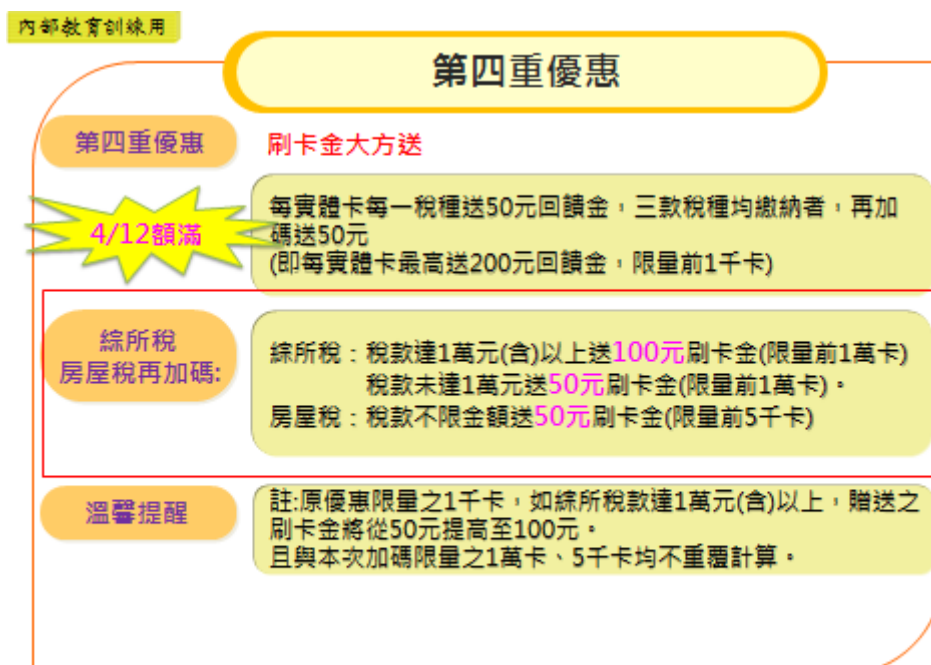 內部教育訓練用
第四重優惠
第四重優惠
刷卡金大方送
4/12額滿
每實體卡每一稅種送50元回饋金，三款稅種均繳納者，再加
碼送50元
(即每實體卡最高送200元回饋金，限量前1千卡)
綜所稅
房屋稅再加碼:
綜所稅：稅款達1萬元(含)以上送100元刷卡金(限量前1萬卡)
稅款未達1萬元送50元刷卡金(限量前1萬卡)。
房屋稅：稅款不限金額送50元刷卡金(限量前5千卡)
溫馨提醒
註:原優惠限量之1千卡，如綜所稅款達1萬元(含)以上，贈送之
刷卡金將從50元提高至100元。
且與本次加碼限量之1萬卡、5千卡均不重覆計算。